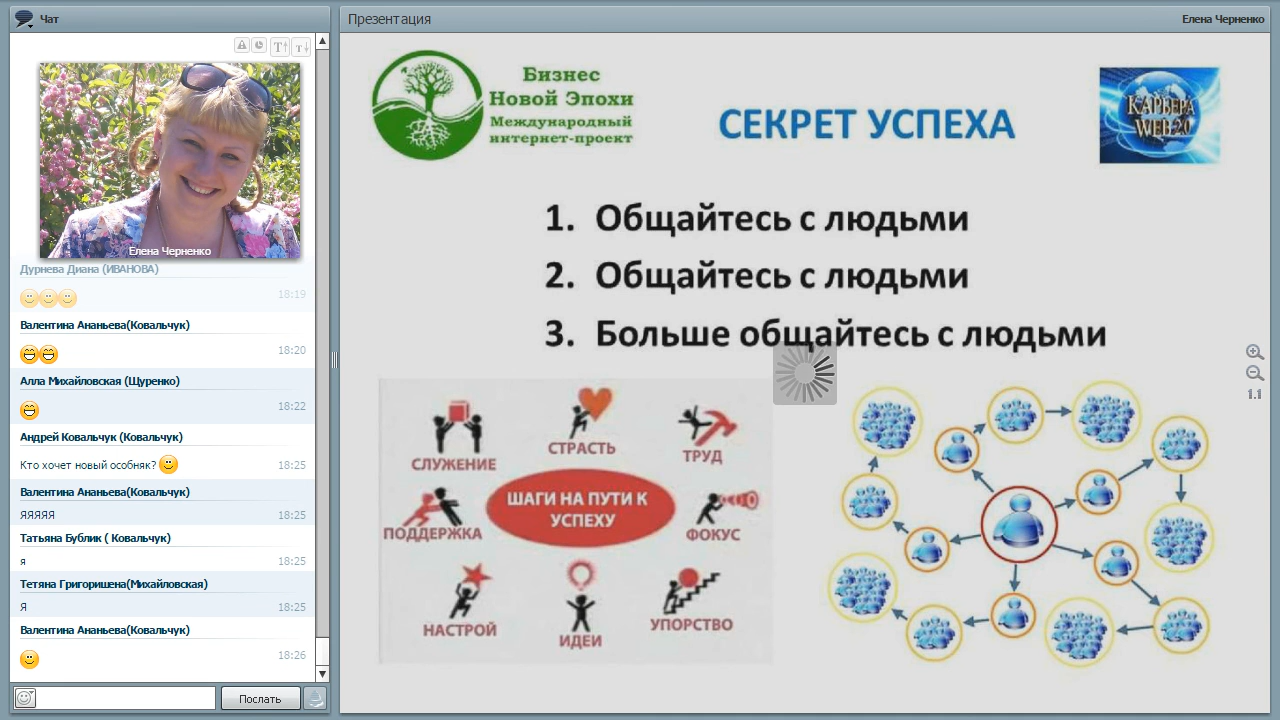 Чат
Елена Черненко
Дурнева Диана (ИВАНОВА)
18:19
Валентина Ананьева(Ковальчук)
18:20
Алла Михайловская (Щуренко)
18:22
Андрей Ковальчук (Ковальчук)
Кто хочет новый особняк?
18:25
Валентина Ананьева(Ковальчук)
ЯЯЯЯЯ
18:25
Татьяна Бублик ( Ковальчук)
я
18:25
Тетяна Григоришена(Михайловская)
Я
18:25
Валентина Ананьева(Ковальчук)
18:26
Послать
Презентация
Елена Черненко
Бизнес
Новой Эпохи
Международный
интернет-проект
СЕКРЕТ УСПЕХА
КАРЬЕРА
WEB 2.0
1. Общайтесь с людьми
2. Общайтесь с людьми
3. Больше общайтесь с людьми
СЛУЖЕНИЕ
СТРАСТЬ
ТРУД
ПОДДЕРЖКА
ШАГИ НА ПУТИ К
УСПЕХУ
ФОКУС
НАСТРОЙ
ИДЕИ
УПОРСТВО
1.1